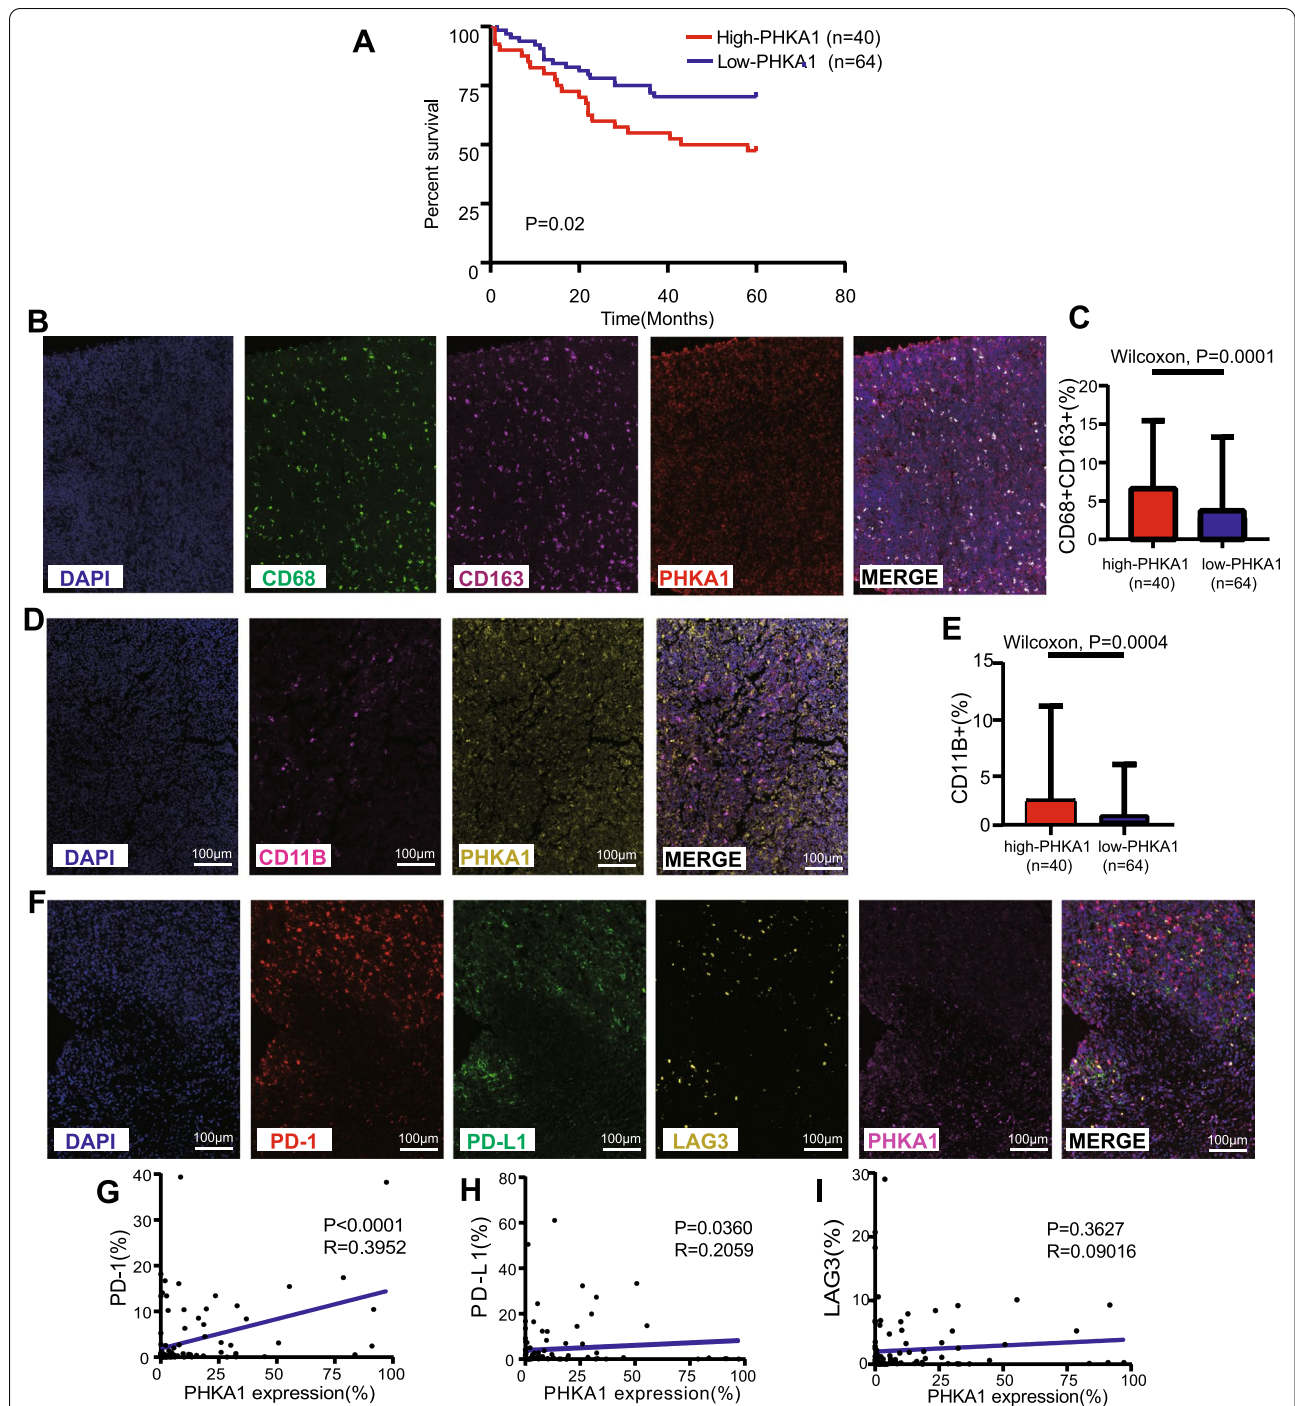 A
100
75
50
25
0
Percent survival
High-PHKA1 (n=40)
Low-PHKA1 (n=64)
P=0.02
0 20 40 60 80
Time(Months)
B
DAPI
CD68
CD163
PHKA1
MERGE
C
Wilcoxon, P=0.0001
CD68+CD163+(%)
20
15
10
5
0
high-PHKA1 low-PHKA1
(n=40) (n=64)
D
DAPI 100μm
CD11B 100μm
PHKA1 100μm
MERGE 100μm
E
Wilcoxon, P=0.0004
CD11B+(%)
15
10
5
0
high-PHKA1 low-PHKA1
(n=40) (n=64)
F
DAPI 100μm
PD-1 100μm
PD-L1 100μm
LAG3 100μm
PHKA1 100μm
MERGE 100μm
G
PD-1(%)
40
30
20
10
0
P<0.0001
R=0.3952
0 25 50 75 100
PHKA1 expression(%)
H
PD-L1(%)
80
60
40
20
0
P=0.0360
R=0.2059
0 25 50 75 100
PHKA1 expression(%)
I
LAG3(%)
30
20
10
0
P=0.3627
R=0.09016
0 25 50 75 100
PHKA1 expression(%)